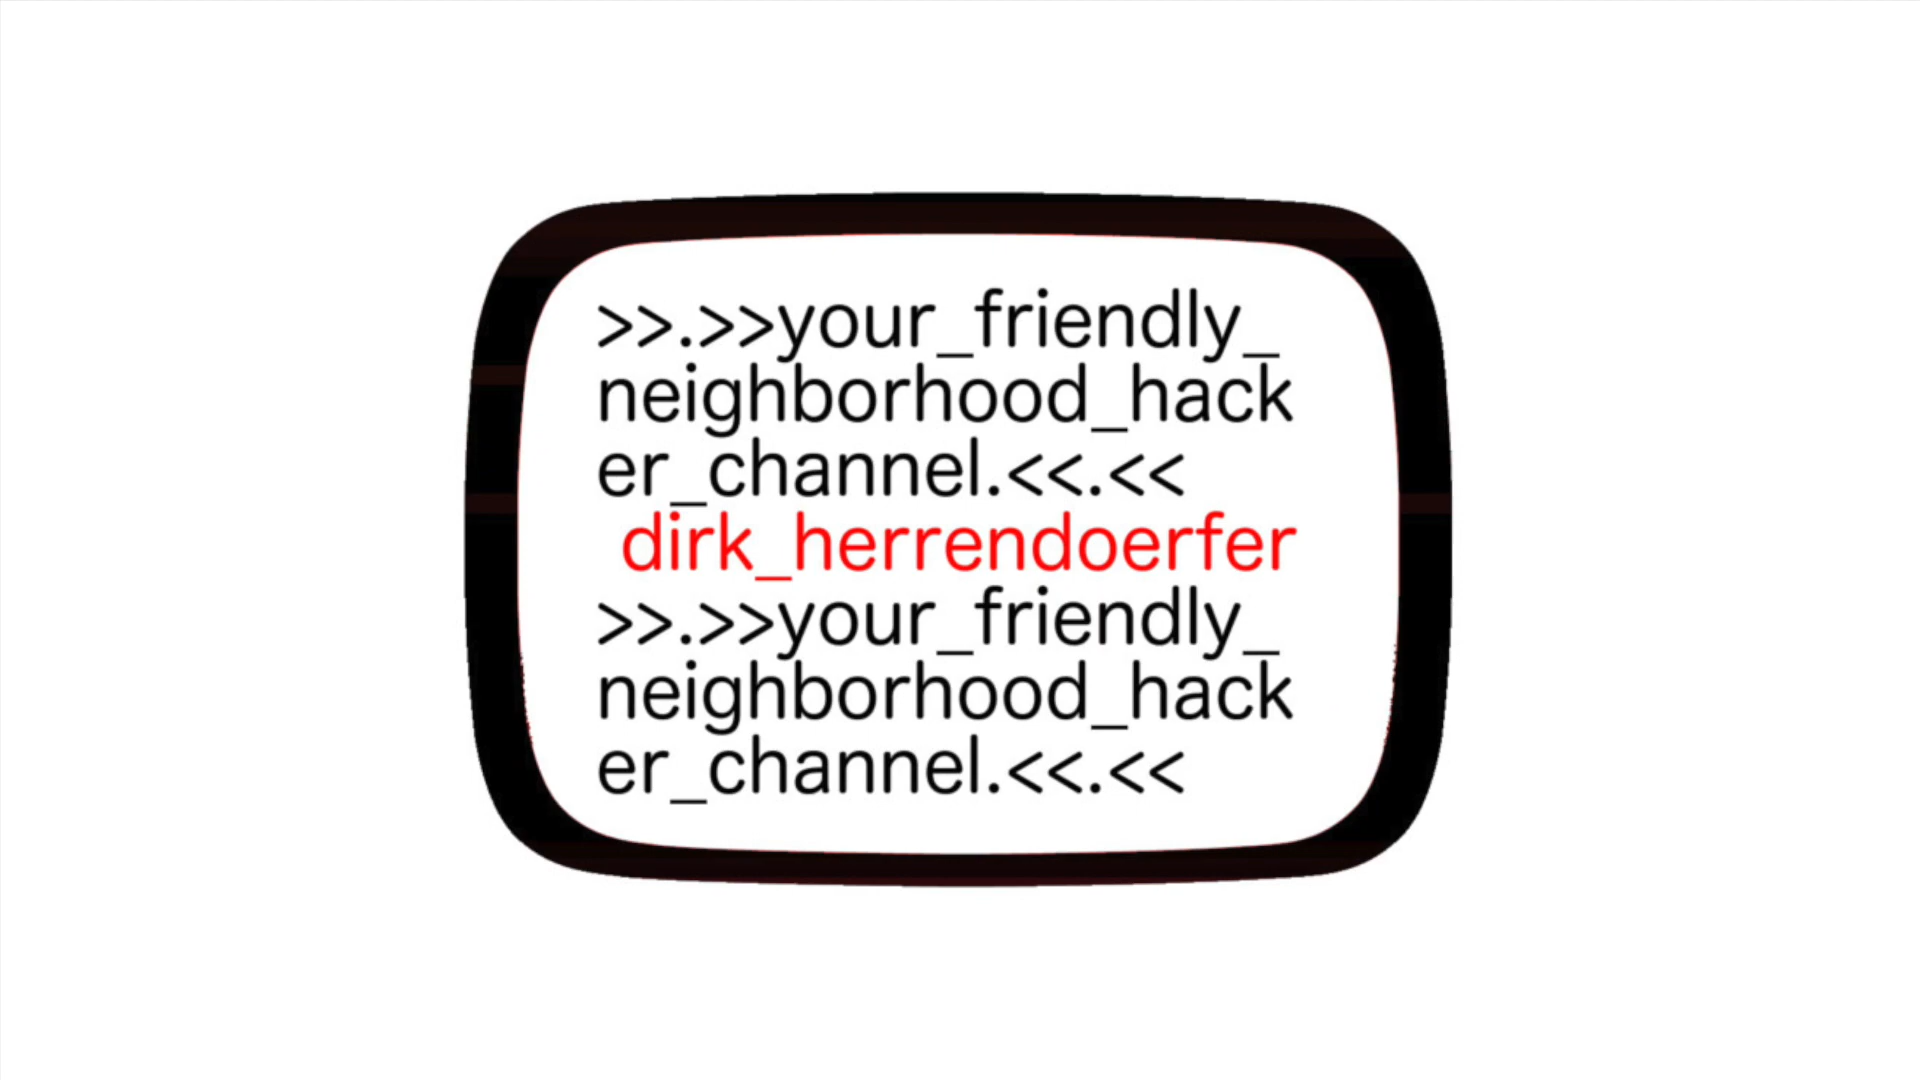 >>.>>your_friendly_
neighborhood_hack
er_channel.<<.<<
dirk_herrendoerfer
>>.>>your_friendly_
neighborhood_hack
er_channel.<<.<<